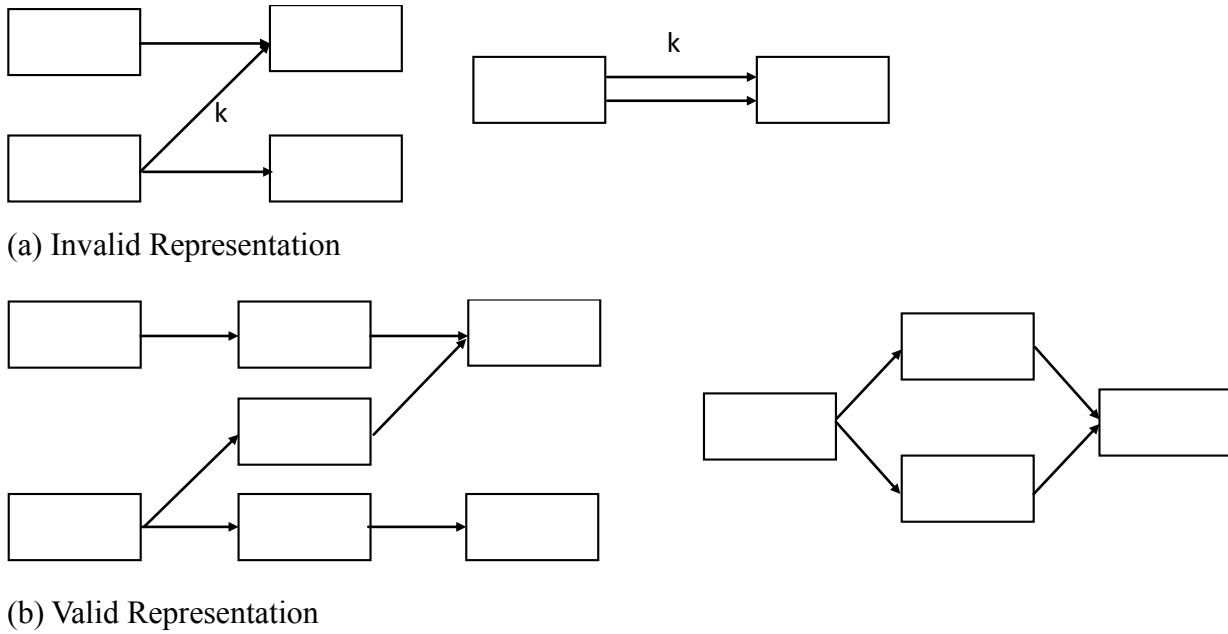 k
k
(a) Invalid Representation
(b) Valid Representation